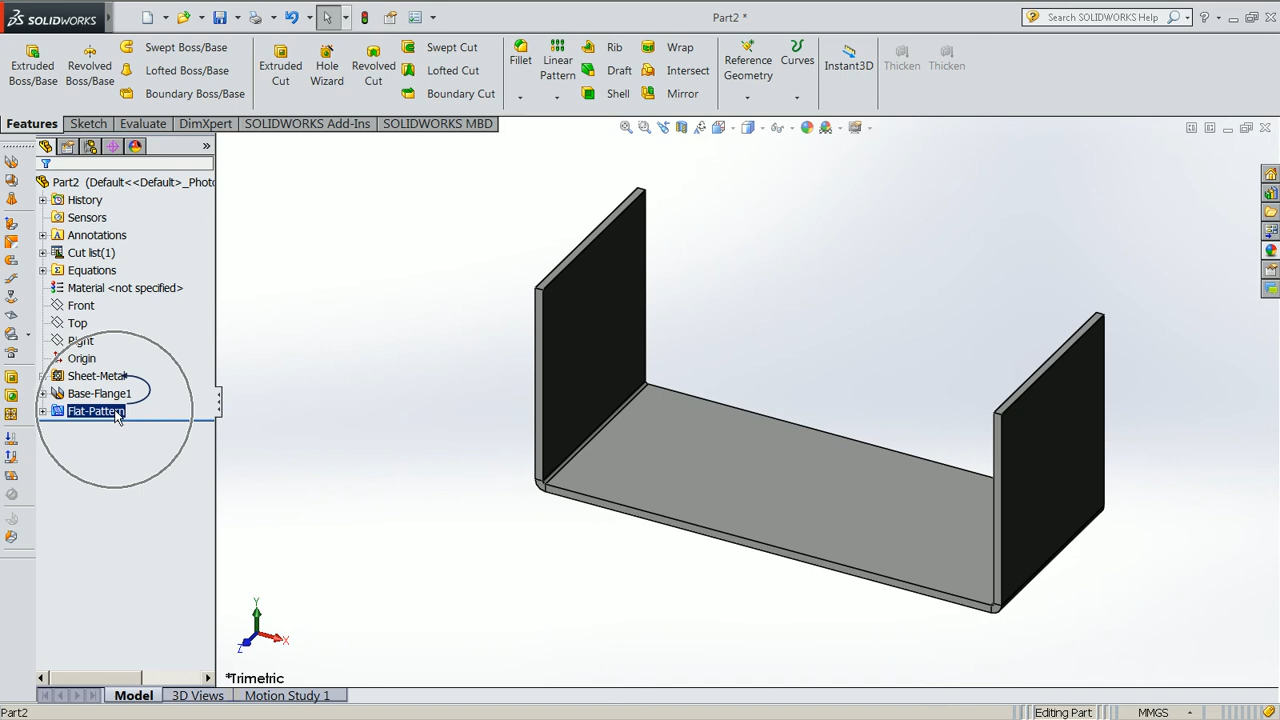 SOLIDWORKS
Part2 *
Search SOLIDWORKS Help
Extruded Boss/Base
Revolved Boss/Base
Swept Boss/Base
Lofted Boss/Base
Boundary Boss/Base
Extruded Cut
Hole Wizard
Revolved Cut
Swept Cut
Lofted Cut
Boundary Cut
Fillet
Linear Pattern
Rib
Draft
Shell
Wrap
Intersect
Mirror
Reference Geometry
Curves
Instant3D
Thicken
Thicken
Features Sketch Evaluate DimXpert SOLIDWORKS Add-Ins SOLIDWORKS MBD
Part2 (Default<<Default>_Phot
History
Sensors
Annotations
Cut list(1)
Equations
Material <not specified>
Front
Top
Right
Origin
Sheet-Metal
Base-Flange1
Flat-Pattern
Y
X
Z
*Trimetric
Model 3D Views Motion Study 1
Part2
Editing Part
MMGS